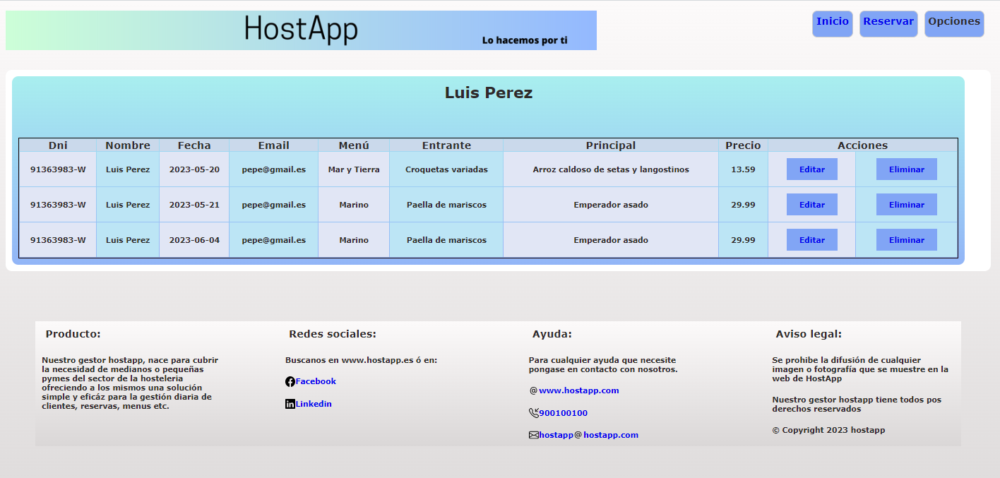 HostApp
Lo hacemos por ti
Inicio Reservar Opciones
Luis Perez
Dni Nombre Fecha Email Menú Entrante Principal Precio Acciones
91363983-W Luis Perez 2023-05-20 pepe@gmail.es Mar y Tierra Croquetas variadas Arroz caldoso de setas y langostinos 13.59 Editar Eliminar
91363983-W Luis Perez 2023-05-21 pepe@gmail.es Marino Paella de mariscos Emperador asado 29.99 Editar Eliminar
91363983-W Luis Perez 2023-06-04 pepe@gmail.es Marino Paella de mariscos Emperador asado 29.99 Editar Eliminar
Producto:
Nuestro gestor hostapp, nace para cubrir
la necesidad de medianos o pequeñas
pymes del sector de la hosteleria
ofreciendo a los mismos una solución
simple y eficáz para la gestión diaria de
clientes, reservas, menus etc.
Redes sociales:
Buscanos en www.hostapp.es ó en:
Facebook
Linkedin
Ayuda:
Para cualquier ayuda que necesite
pongase en contacto con nosotros.
@www.hostapp.com
900100100
hostapp@hostapp.com
Aviso legal:
Se prohibe la difusión de cualquier
imagen o fotografía que se muestre en la
web de HostApp
Nuestro gestor hostapp tiene todos pos
derechos reservados
© Copyright 2023 hostapp